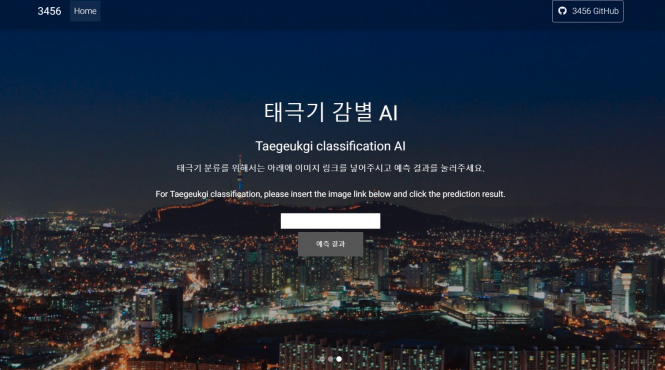 3456 Home 3456 GitHub
태극기 감별 AI
Taegeukgi classification AI
태극기 분류를 위해서는 아래에 이미지 링크를 넣어주시고 예측 결과를 눌러주세요.
For Taegeukgi classification, please insert the image link below and click the prediction result.
예측 결과